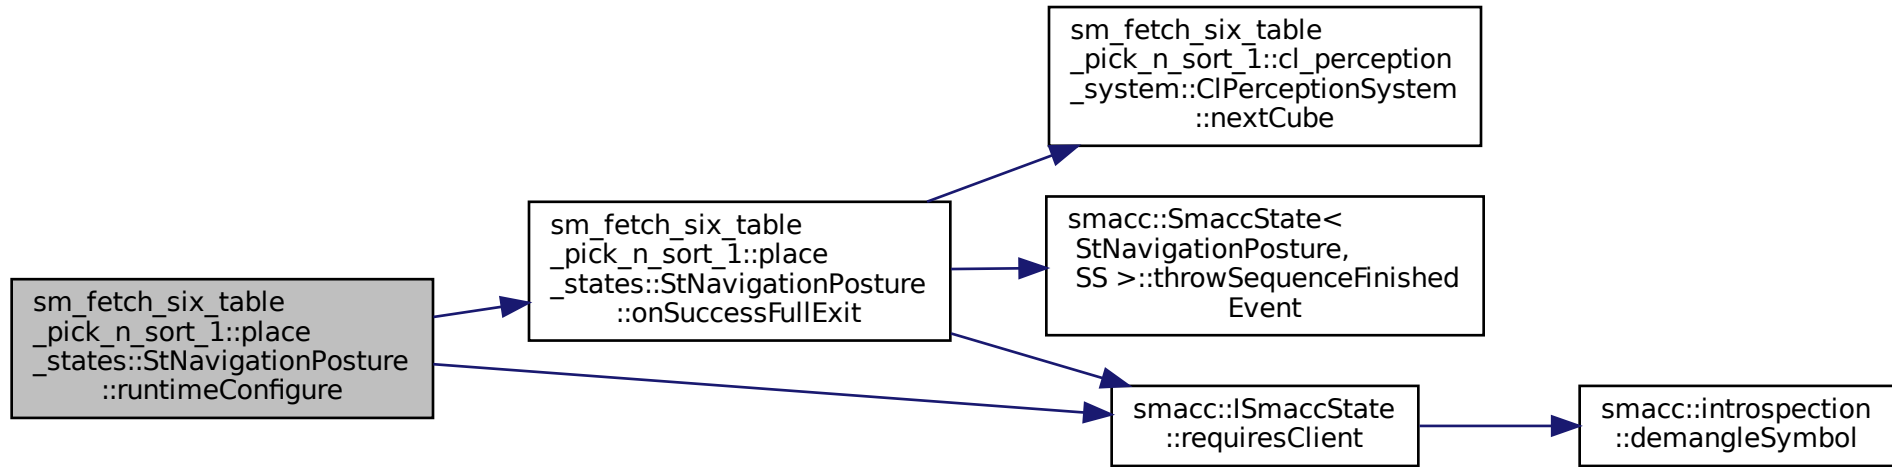 sm_fetch_six_table
_pick_n_sort_1::place
_states::StNavigationPosture
::runtimeConfigure
sm_fetch_six_table
_pick_n_sort_1::place
_states::StNavigationPosture
::onSuccessFullExit
sm_fetch_six_table
_pick_n_sort_1::cl_perception
_system::ClPerceptionSystem
::nextCube
smacc::SmaccState<
StNavigationPosture,
SS >::throwSequenceFinished
Event
smacc::ISmaccState
::requiresClient
smacc::introspection
::demangleSymbol